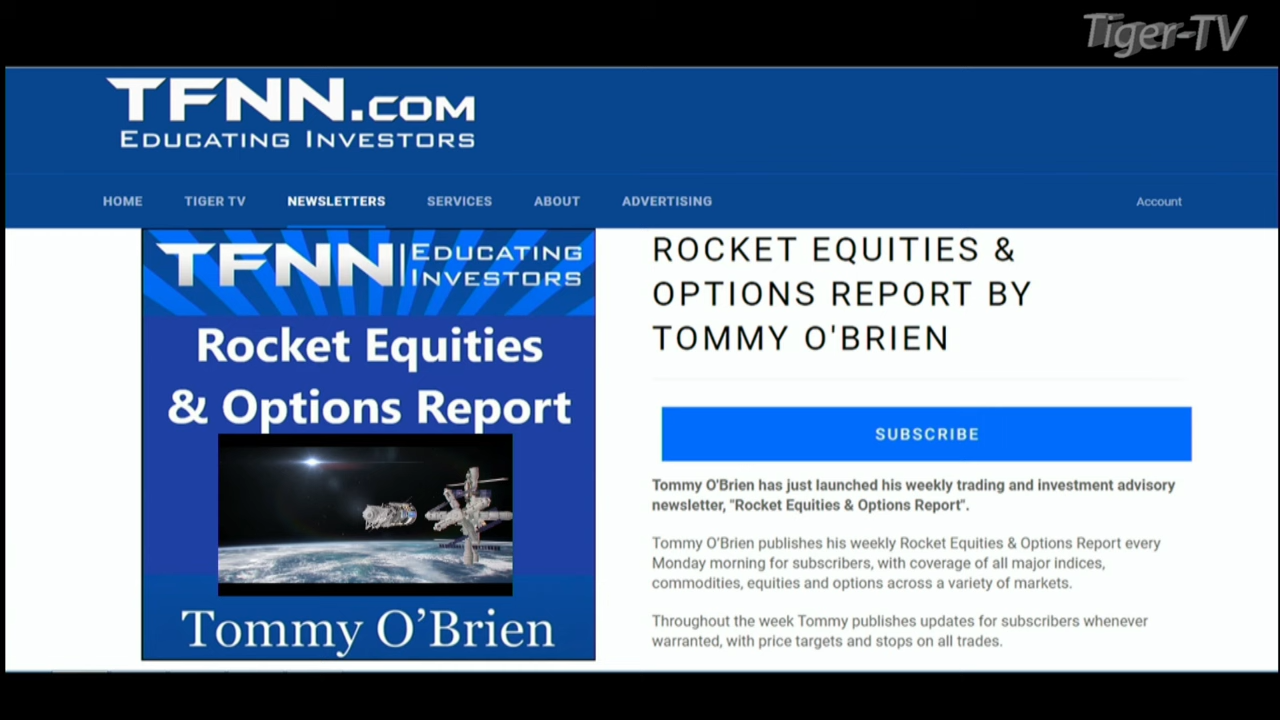 Tiger-TV
TFNN.COM
EDUCATING INVESTORS
HOME TIGER TV NEWSLETTERS SERVICES ABOUT ADVERTISING Account
TFNN | EDUCATING INVESTORS
Rocket Equities
& Options Report
Tommy O’Brien
ROCKET EQUITIES &
OPTIONS REPORT BY
TOMMY O'BRIEN
SUBSCRIBE
Tommy O'Brien has just launched his weekly trading and investment advisory
newsletter, "Rocket Equities & Options Report".
Tommy O'Brien publishes his weekly Rocket Equities & Options Report every
Monday morning for subscribers, with coverage of all major indices,
commodities, equities and options across a variety of markets.
Throughout the week Tommy publishes updates for subscribers whenever
warranted, with price targets and stops on all trades.